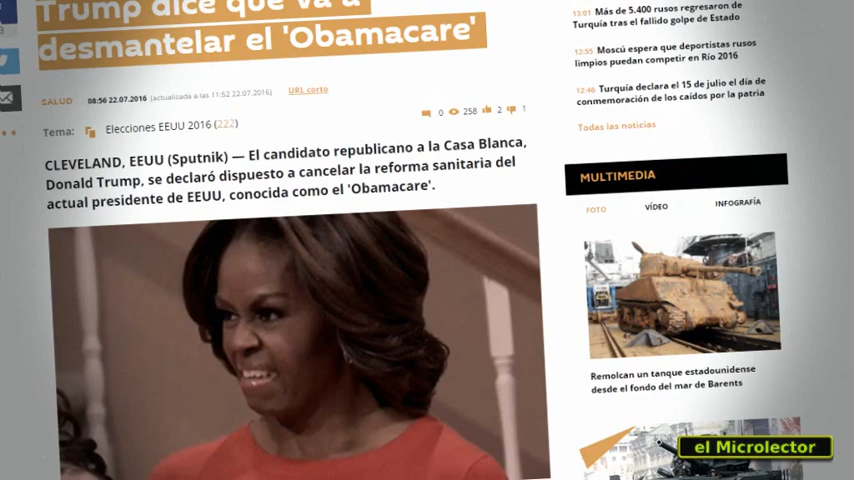 Trump dice que va a
desmantelar el 'Obamacare'
SALUD 08:56 22.07.2016 (actualizada a las 11:52 22.07.2016) URL corto
0 258 2 1
Tema: Elecciones EEUU 2016 (222)
CLEVELAND, EEUU (Sputnik) — El candidato republicano a la Casa Blanca,
Donald Trump, se declaró dispuesto a cancelar la reforma sanitaria del
actual presidente de EEUU, conocida como el 'Obamacare'.
13:01 Más de 5.400 rusos regresaron de
Turquía tras el fallido golpe de Estado
12:55 Moscú espera que deportistas rusos
limpios puedan competir en Río 2016
12:46 Turquía declara el 15 de julio el día de
conmemoración de los caídos por la patria
Todas las noticias
MULTIMEDIA
FOTO VÍDEO INFOGRAFÍA
Remolcan un tanque estadounidense
desde el fondo del mar de Barents
el Microlector